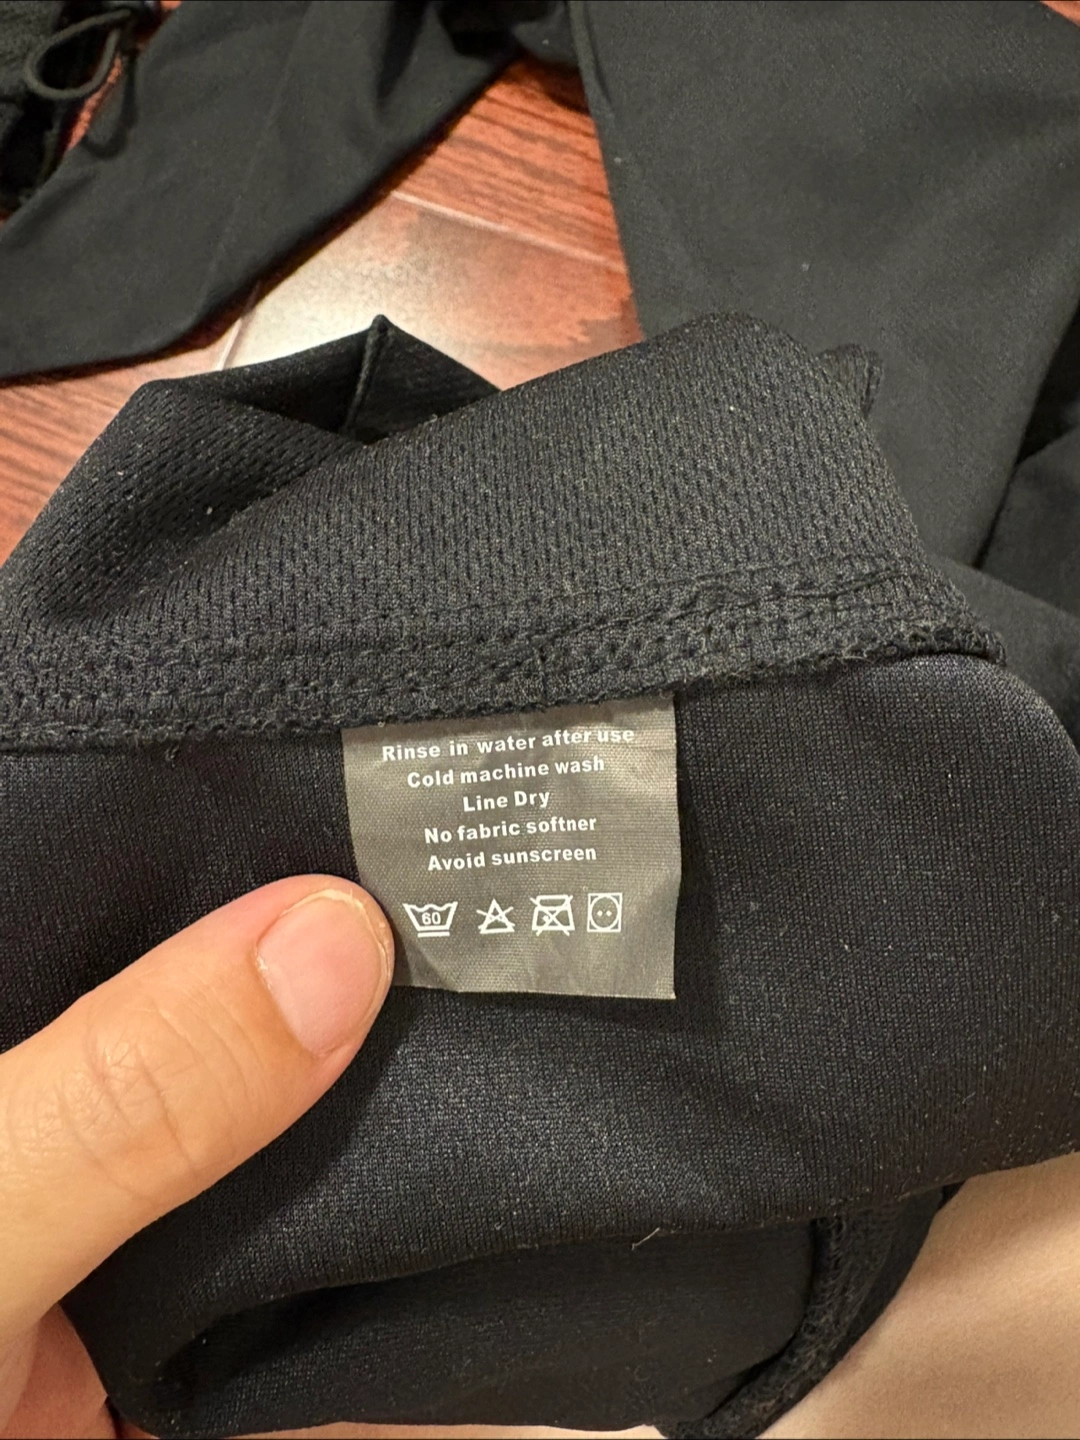 Rinse in water after use
Cold machine wash
Line Dry
No fabric softner
Avoid sunscreen
60